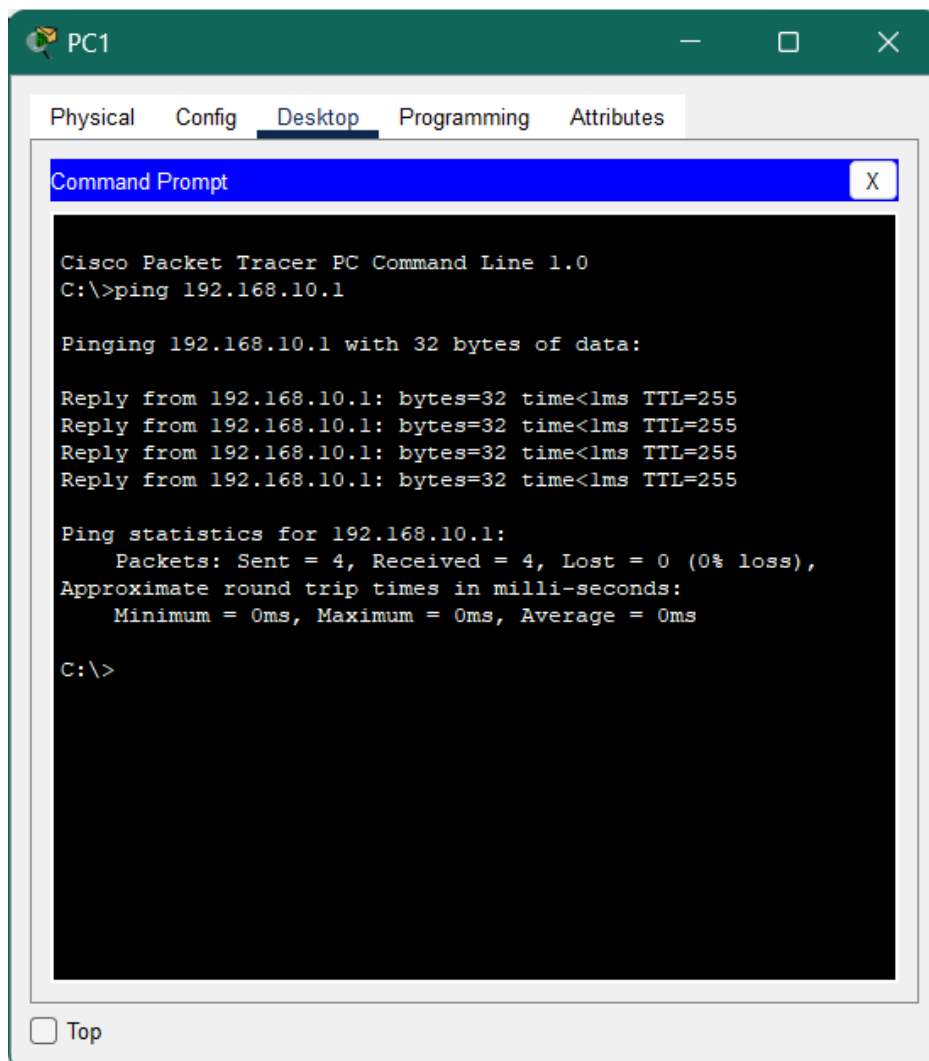 PC1
Physical Config Desktop Programming Attributes
Command Prompt X
Cisco Packet Tracer PC Command Line 1.0
C:\>ping 192.168.10.1
Pinging 192.168.10.1 with 32 bytes of data:
Reply from 192.168.10.1: bytes=32 time<1ms TTL=255
Reply from 192.168.10.1: bytes=32 time<1ms TTL=255
Reply from 192.168.10.1: bytes=32 time<1ms TTL=255
Reply from 192.168.10.1: bytes=32 time<1ms TTL=255
Ping statistics for 192.168.10.1:
Packets: Sent = 4, Received = 4, Lost = 0 (0% loss),
Approximate round trip times in milli-seconds:
Minimum = 0ms, Maximum = 0ms, Average = 0ms
C:\>
Top